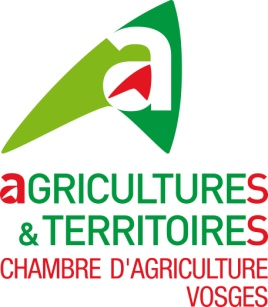 a
aGRICULTURES
& TERRITOIRES
CHAMBRE D'AGRICULTURE
VOSGES